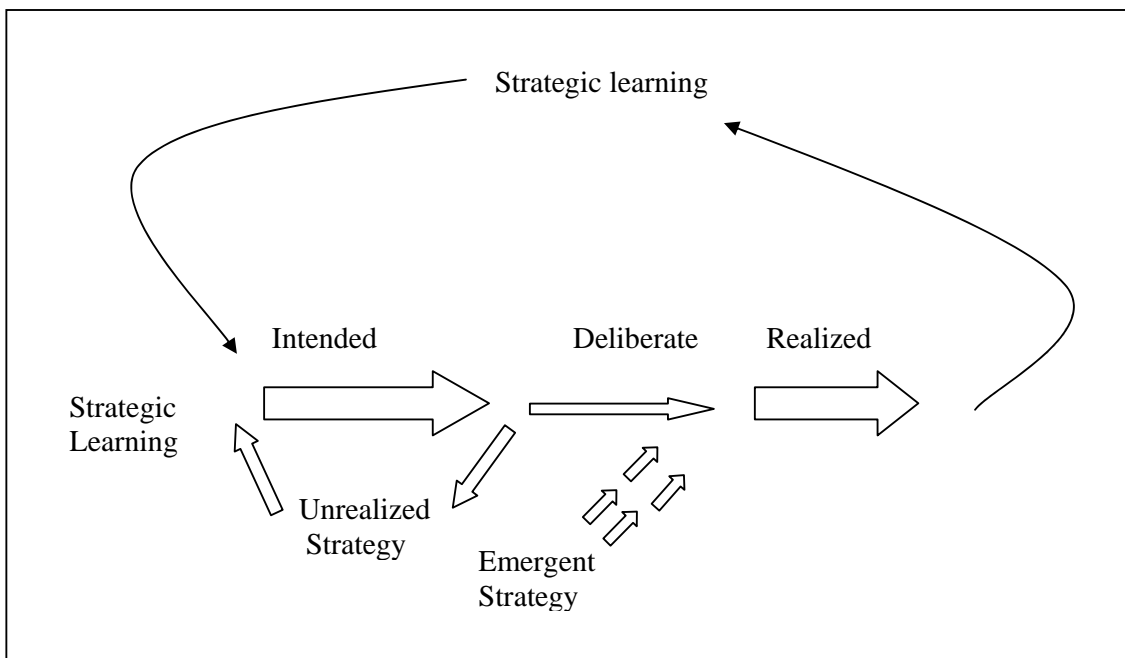 Strategic learning
Intended
Deliberate
Realized
Strategic
Learning
Unrealized
Strategy
Emergent
Strategy